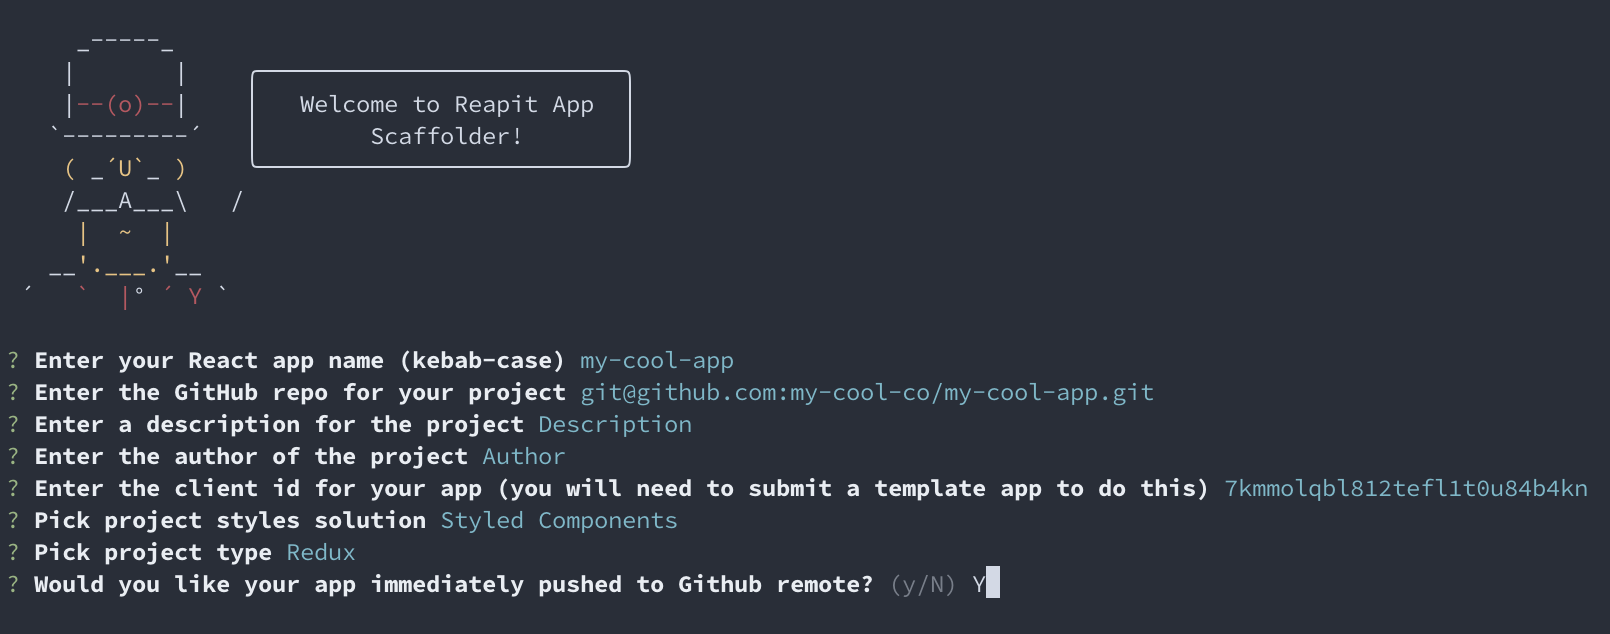 Welcome to Reapit App
Scaffolder!
? Enter your React app name (kebab-case) my-cool-app
? Enter the GitHub repo for your project git@github.com:my-cool-co/my-cool-app.git
? Enter a description for the project Description
? Enter the author of the project Author
? Enter the client id for your app (you will need to submit a template app to do this) 7kmmolqbl812tefl1t0u84b4kn
? Pick project styles solution Styled Components
? Pick project type Redux
? Would you like your app immediately pushed to Github remote? (y/N) Y